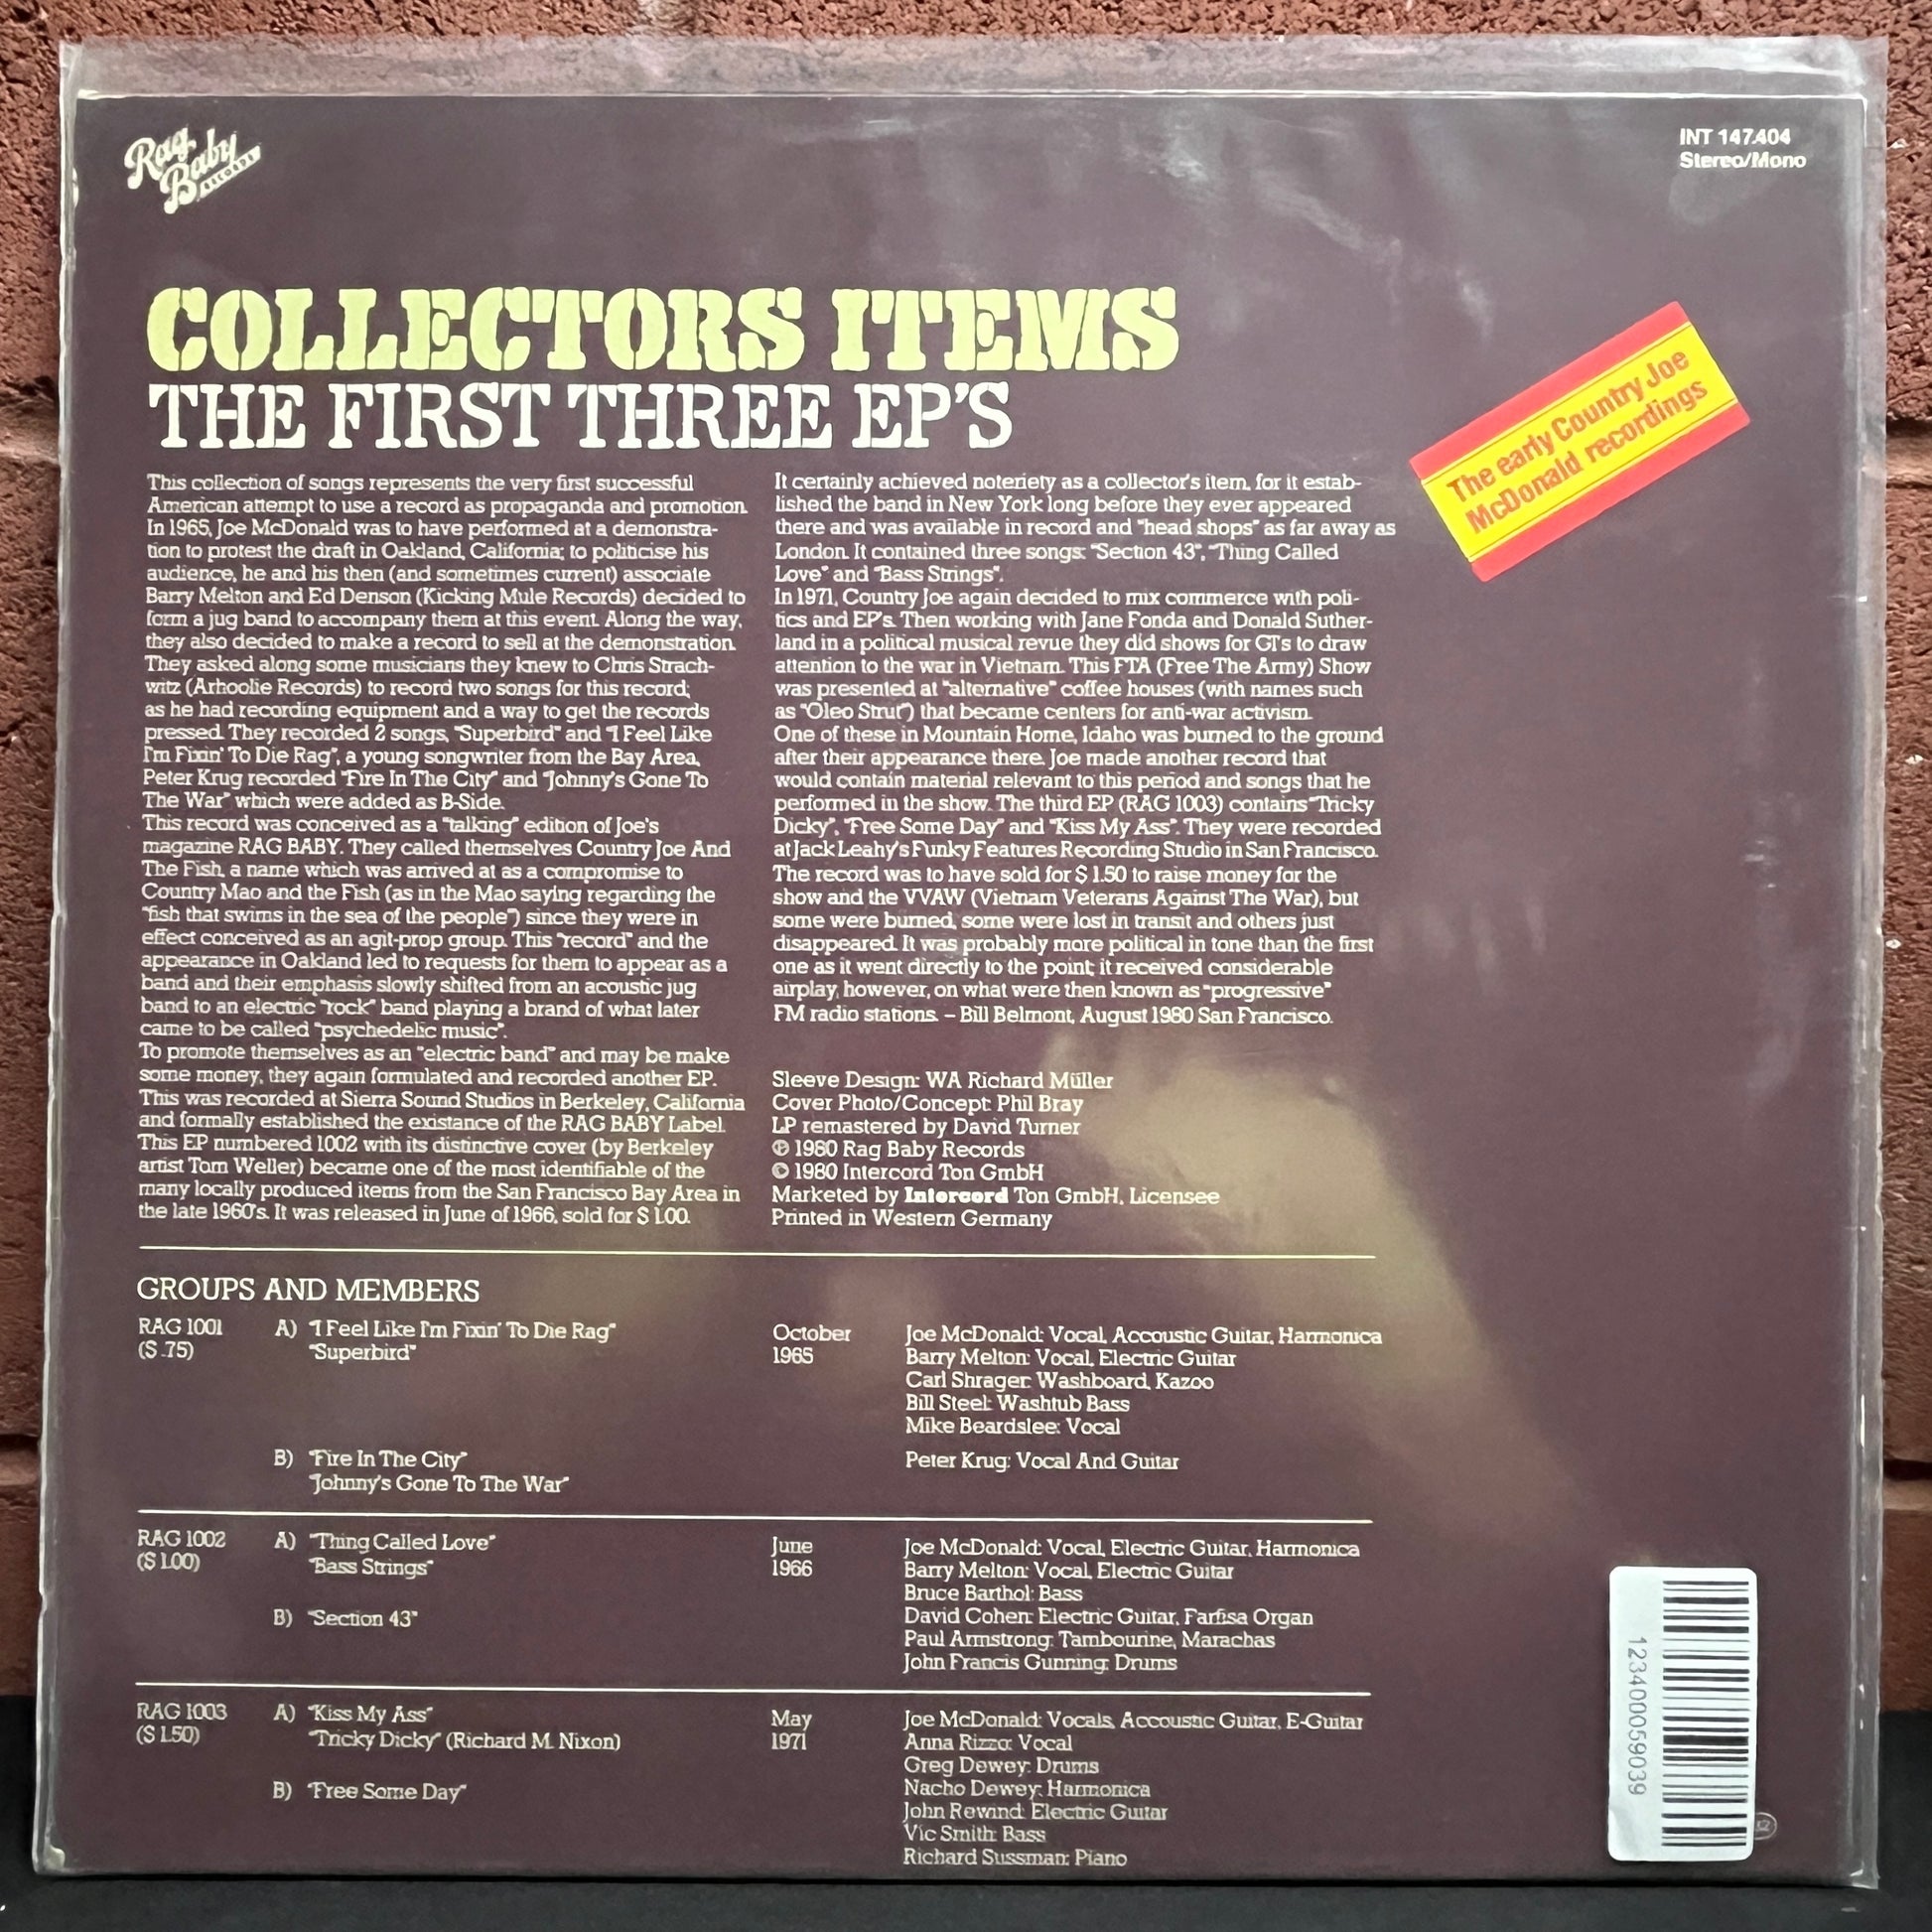 Rag
Baby
RECORDS
INT 147.404
Stereo/Mono
COLLECTORS ITEMS
THE FIRST THREE EP'S
The early Country Joe
McDonald recordings
This collection of songs represents the very first successful
American attempt to use a record as propaganda and promotion.
In 1965, Joe McDonald was to have performed at a demonstra-
tion to protest the draft in Oakland, California; to politicise his
audience, he and his then (and sometimes current) associate
Barry Melton and Ed Denson (Kicking Mule Records) decided to
form a jug band to accompany them at this event. Along the way,
they also decided to make a record to sell at the demonstration.
They asked along some musicians they knew to Chris Strach-
witz (Arhoolie Records) to record two songs for this record;
as he had recording equipment and a way to get the records
pressed. They recorded 2 songs, "Superbird" and "I Feel Like
I'm Fixin' To Die Rag", a young songwriter from the Bay Area,
Peter Krug recorded "Fire In The City" and "Johnny's Gone To
The War" which were added as B-Side.
This record was conceived as a "talking" edition of Joe's
magazine RAG BABY. They called themselves Country Joe And
The Fish, a name which was arrived at as a compromise to
Country Mao and the Fish (as in the Mao saying regarding the
"fish that swims in the sea of the people") since they were in
effect conceived as an agit-prop group. This "record" and the
appearance in Oakland led to requests for them to appear as a
band and their emphasis slowly shifted from an acoustic jug
band to an electric "rock" band playing a brand of what later
came to be called "psychedelic music".
To promote themselves as an "electric band" and may be make
some money, they again formulated and recorded another EP.
This was recorded at Sierra Sound Studios in Berkeley, California
and formally established the existance of the RAG BABY Label.
This EP numbered 1002 with its distinctive cover (by Berkeley
artist Tom Weller) became one of the most identifiable of the
many locally produced items from the San Francisco Bay Area in
the late 1960's. It was released in June of 1966, sold for $ 1.00.
It certainly achieved noteriety as a collector's item, for it estab-
lished the band in New York long before they ever appeared
there and was available in record and "head shops" as far away as
London. It contained three songs: "Section 43", "Thing Called
Love" and "Bass Strings".
In 1971, Country Joe again decided to mix commerce with poli-
tics and EP's. Then working with Jane Fonda and Donald Suther-
land in a political musical revue they did shows for GI's to draw
attention to the war in Vietnam. This FTA (Free The Army) Show
was presented at "alternative" coffee houses (with names such
as "Oleo Strut") that became centers for anti-war activism.
One of these in Mountain Home, Idaho was burned to the ground
after their appearance there. Joe made another record that
would contain material relevant to this period and songs that he
performed in the show. The third EP (RAG 1003) contains "Tricky
Dicky", "Free Some Day" and "Kiss My Ass". They were recorded
at Jack Leahy's Funky Features Recording Studio in San Francisco.
The record was to have sold for $ 1.50 to raise money for the
show and the VVAW (Vietnam Veterans Against The War), but
some were burned, some were lost in transit and others just
disappeared. It was probably more political in tone than the first
one as it went directly to the point; it received considerable
airplay, however, on what were then known as "progressive"
FM radio stations. – Bill Belmont, August 1980 San Francisco.
Sleeve Design: WA Richard Müller
Cover Photo/Concept: Phil Bray
LP remastered by David Turner
℗ 1980 Rag Baby Records
© 1980 Intercord Ton GmbH
Marketed by Intercord Ton GmbH, Licensee
Printed in Western Germany
GROUPS AND MEMBERS
RAG 1001 A) "I Feel Like I'm Fixin' To Die Rag" October Joe McDonald: Vocal, Accoustic Guitar, Harmonica
($ .75) "Superbird" 1965 Barry Melton: Vocal, Electric Guitar
Carl Shrager: Washboard, Kazoo
Bill Steel: Washtub Bass
Mike Beardslee: Vocal
B) "Fire In The City" Peter Krug: Vocal And Guitar
"Johnny's Gone To The War"
RAG 1002 A) "Thing Called Love" June Joe McDonald: Vocal, Electric Guitar, Harmonica
($ 1.00) "Bass Strings" 1966 Barry Melton: Vocal, Electric Guitar
Bruce Barthol: Bass
B) "Section 43" David Cohen: Electric Guitar, Farfisa Organ
Paul Armstrong: Tambourine, Marachas
John Francis Gunning: Drums
RAG 1003 A) "Kiss My Ass" May Joe McDonald: Vocals, Accoustic Guitar, E-Guitar
($ 1.50) "Tricky Dicky" (Richard M. Nixon) 1971 Anna Rizzo: Vocal
Greg Dewey: Drums
B) "Free Some Day" Nacho Dewey: Harmonica
John Rewind: Electric Guitar
Vic Smith: Bass
Richard Sussman: Piano
1234000059039